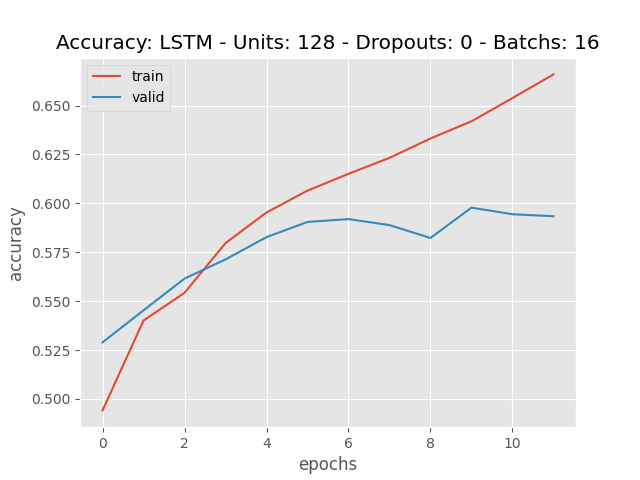 Accuracy: LSTM - Units: 128 - Dropouts: 0 - Batchs: 16
train
valid
0.650
0.625
0.600
0.575
0.550
0.525
0.500
accuracy
0 2 4 6 8 10
epochs